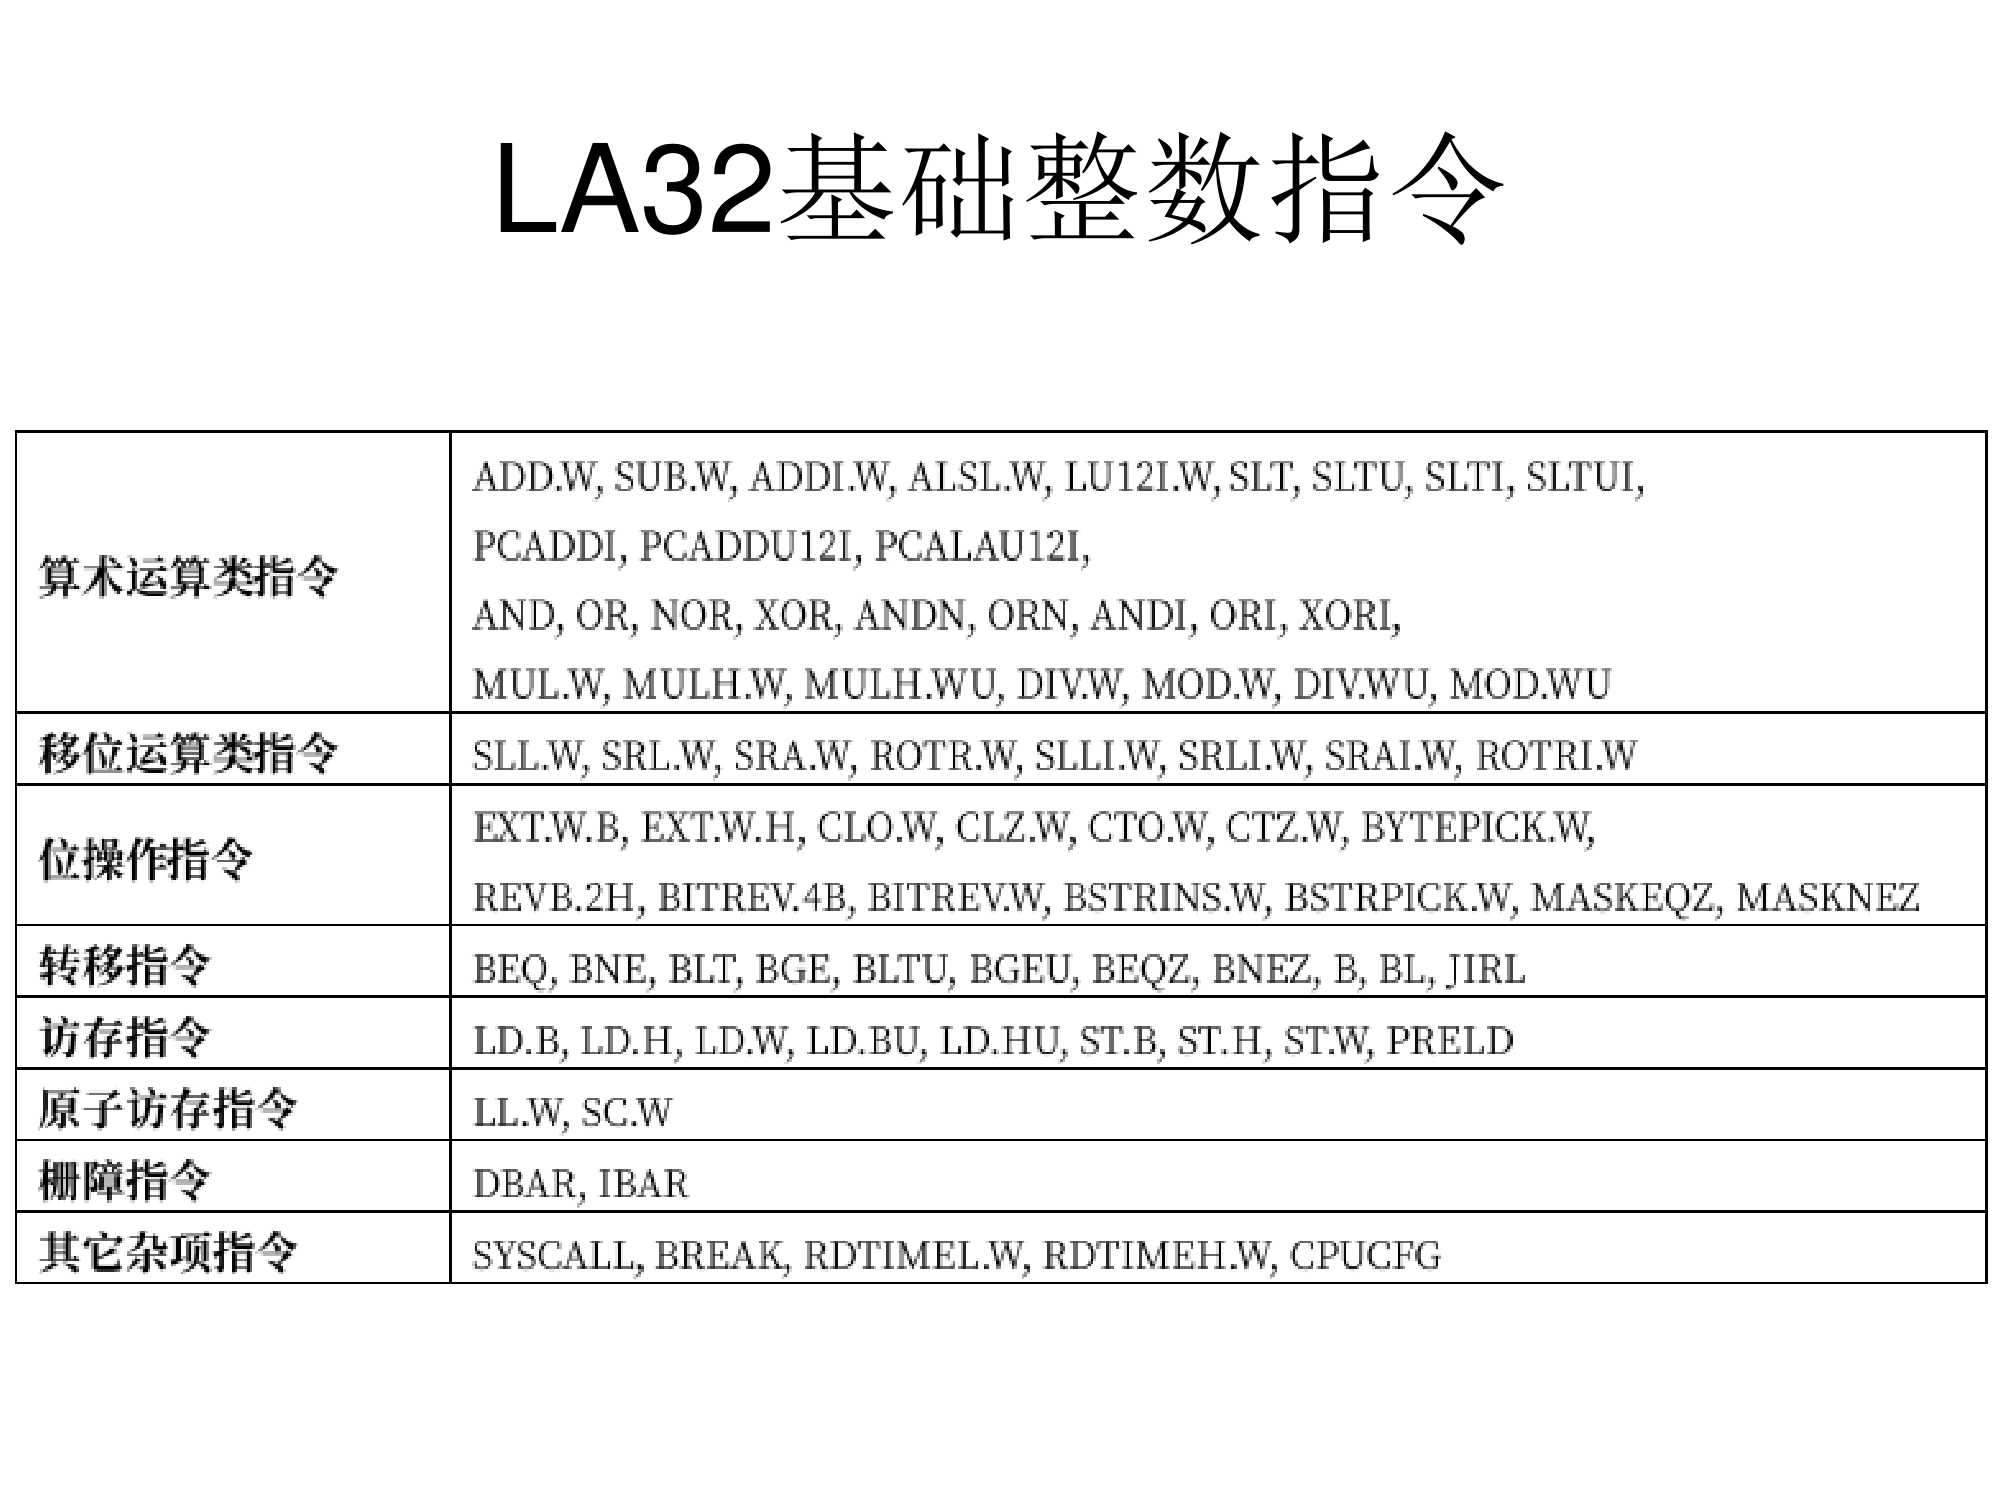 LA32基础整数指令
算术运算类指令
ADD.W, SUB.W, ADDI.W, ALSL.W, LU12I.W, SLT, SLTU, SLTI, SLTUI,
PCADDI, PCADDU12I, PCALAU12I,
AND, OR, NOR, XOR, ANDN, ORN, ANDI, ORI, XORI,
MUL.W, MULH.W, MULH.WU, DIV.W, MOD.W, DIV.WU, MOD.WU
移位运算类指令
SLL.W, SRL.W, SRA.W, ROTR.W, SLLI.W, SRLI.W, SRAI.W, ROTRI.W
位操作指令
EXT.W.B, EXT.W.H, CLO.W, CLZ.W, CTO.W, CTZ.W, BYTEPICK.W,
REVB.2H, BITREV.4B, BITREV.W, BSTRINS.W, BSTRPICK.W, MASKEQZ, MASKNEZ
转移指令
BEQ, BNE, BLT, BGE, BLTU, BGEU, BEQZ, BNEZ, B, BL, JIRL
访存指令
LD.B, LD.H, LD.W, LD.BU, LD.HU, ST.B, ST.H, ST.W, PRELD
原子访存指令
LL.W, SC.W
栅障指令
DBAR, IBAR
其它杂项指令
SYSCALL, BREAK, RDTIMEL.W, RDTIMEH.W, CPUCFG